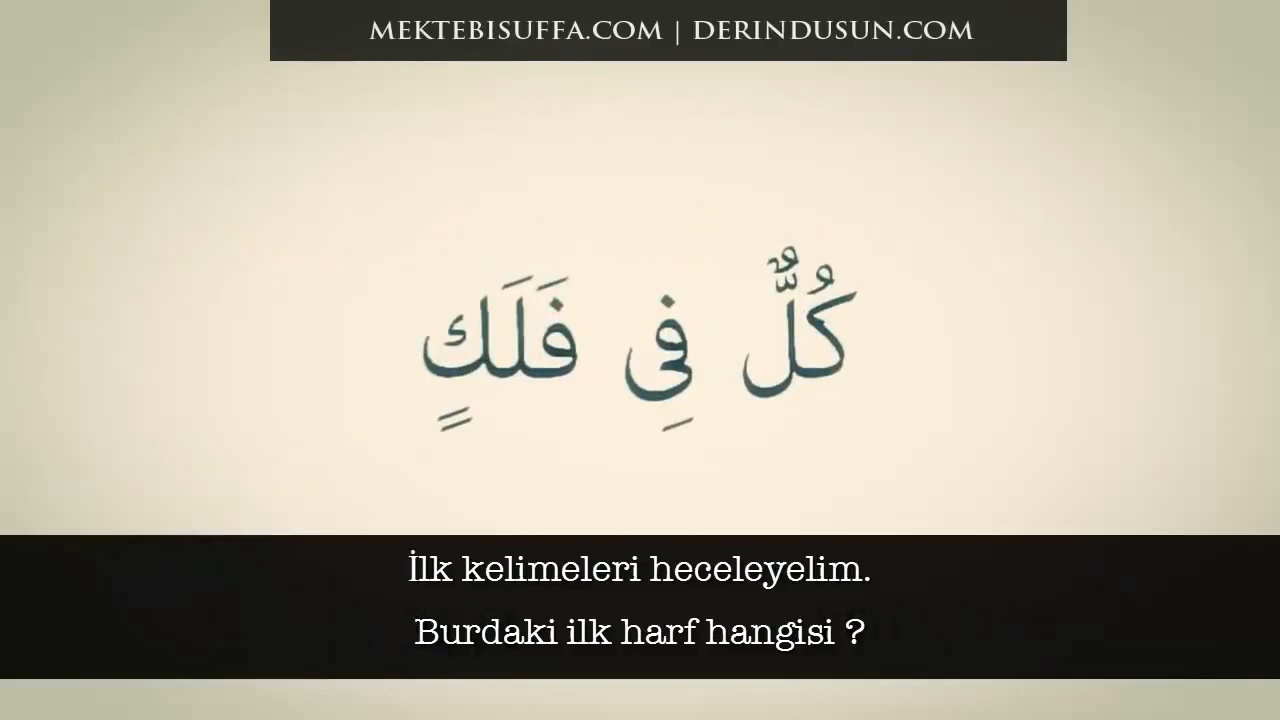 MEKTEBISUFFA.COM | DERINDUSUN.COM
كُلٌّ فِى فَلَكٍ
İlk kelimeleri heceleyelim.
Burdaki ilk harf hangisi ?